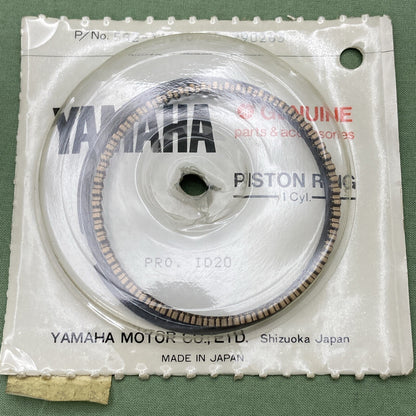 P/No.
YAMAHA
GENUINE
parts & accessories
PISTON RING
1 Cyl.
PRO. ID20
YAMAHA MOTOR CO., LTD. Shizuoka Japan
MADE IN JAPAN